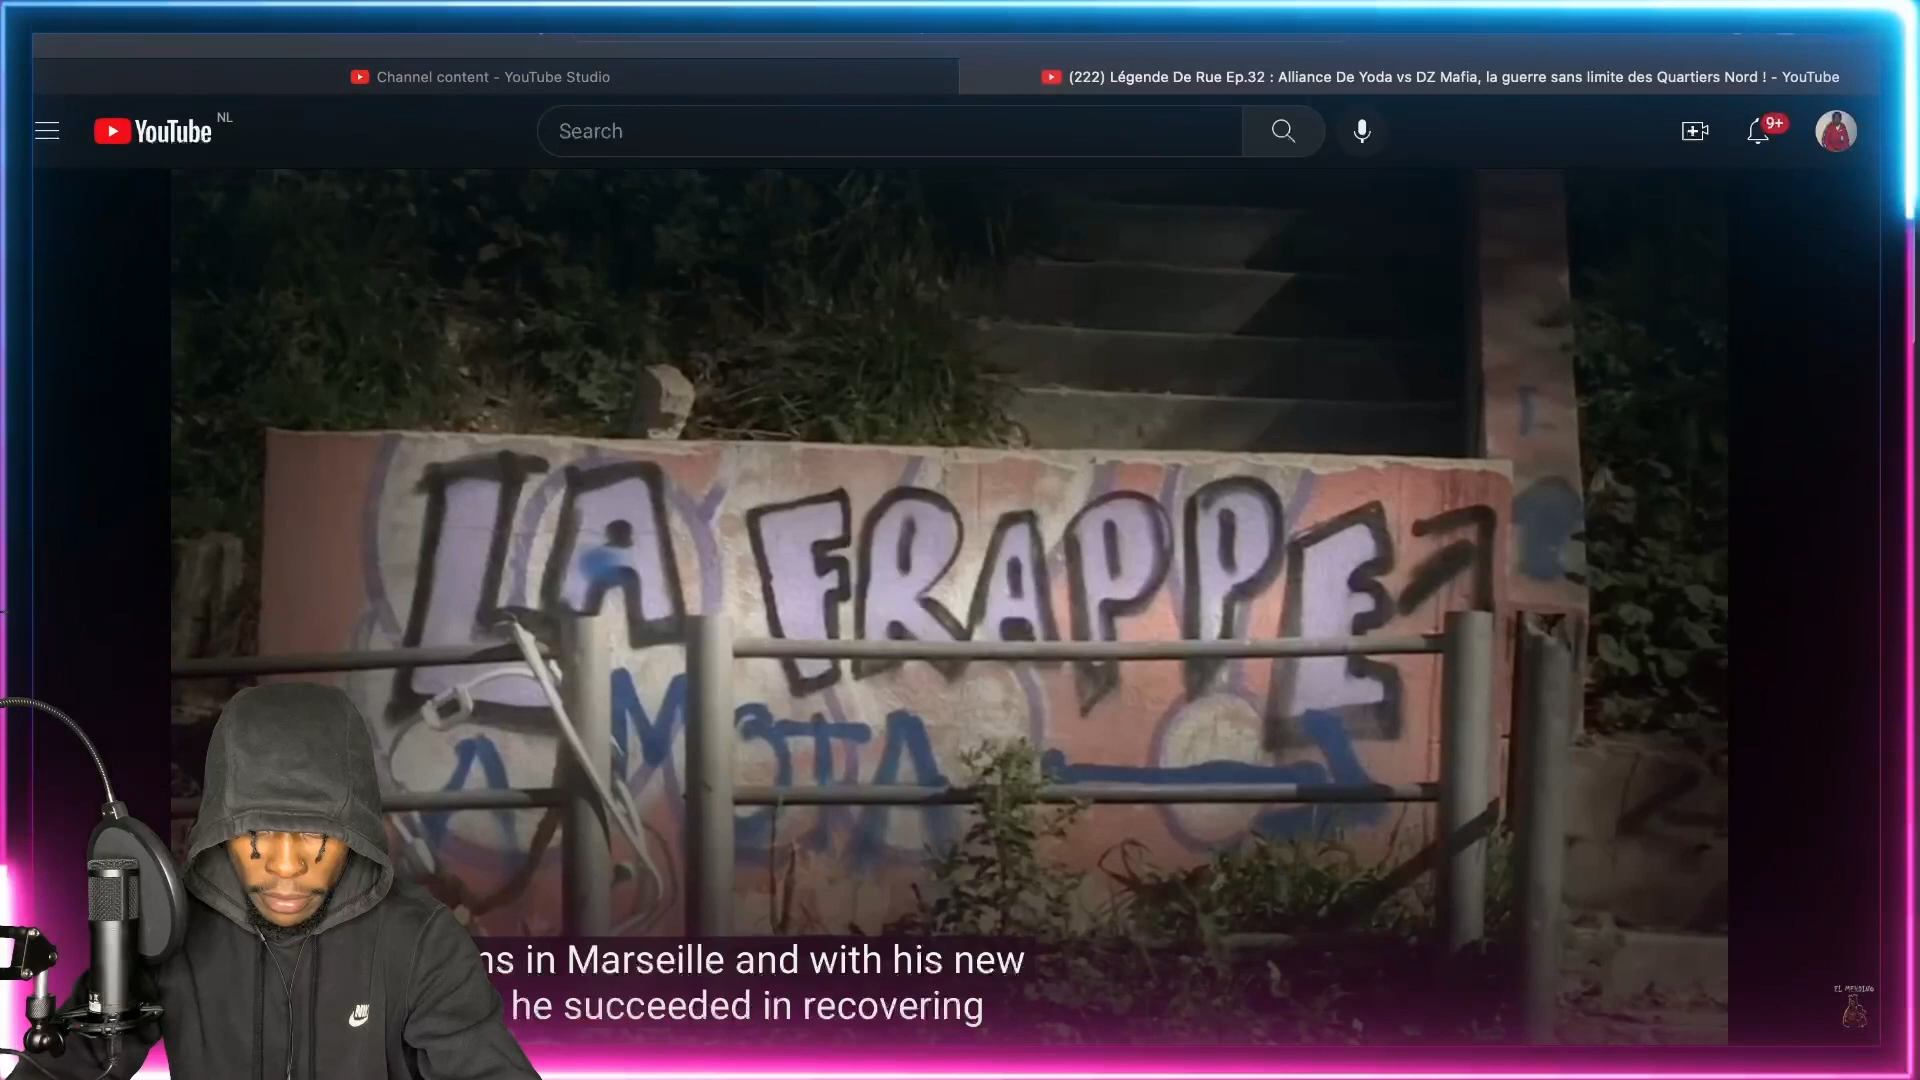 Channel content - YouTube Studio
(222) Légende De Rue Ep.32 : Alliance De Yoda vs DZ Mafia, la guerre sans limite des Quartiers Nord ! - YouTube
YouTube NL
Search
9+
LA FRAPPE
in Marseille and with his new
he succeeded in recovering
EL MENDING